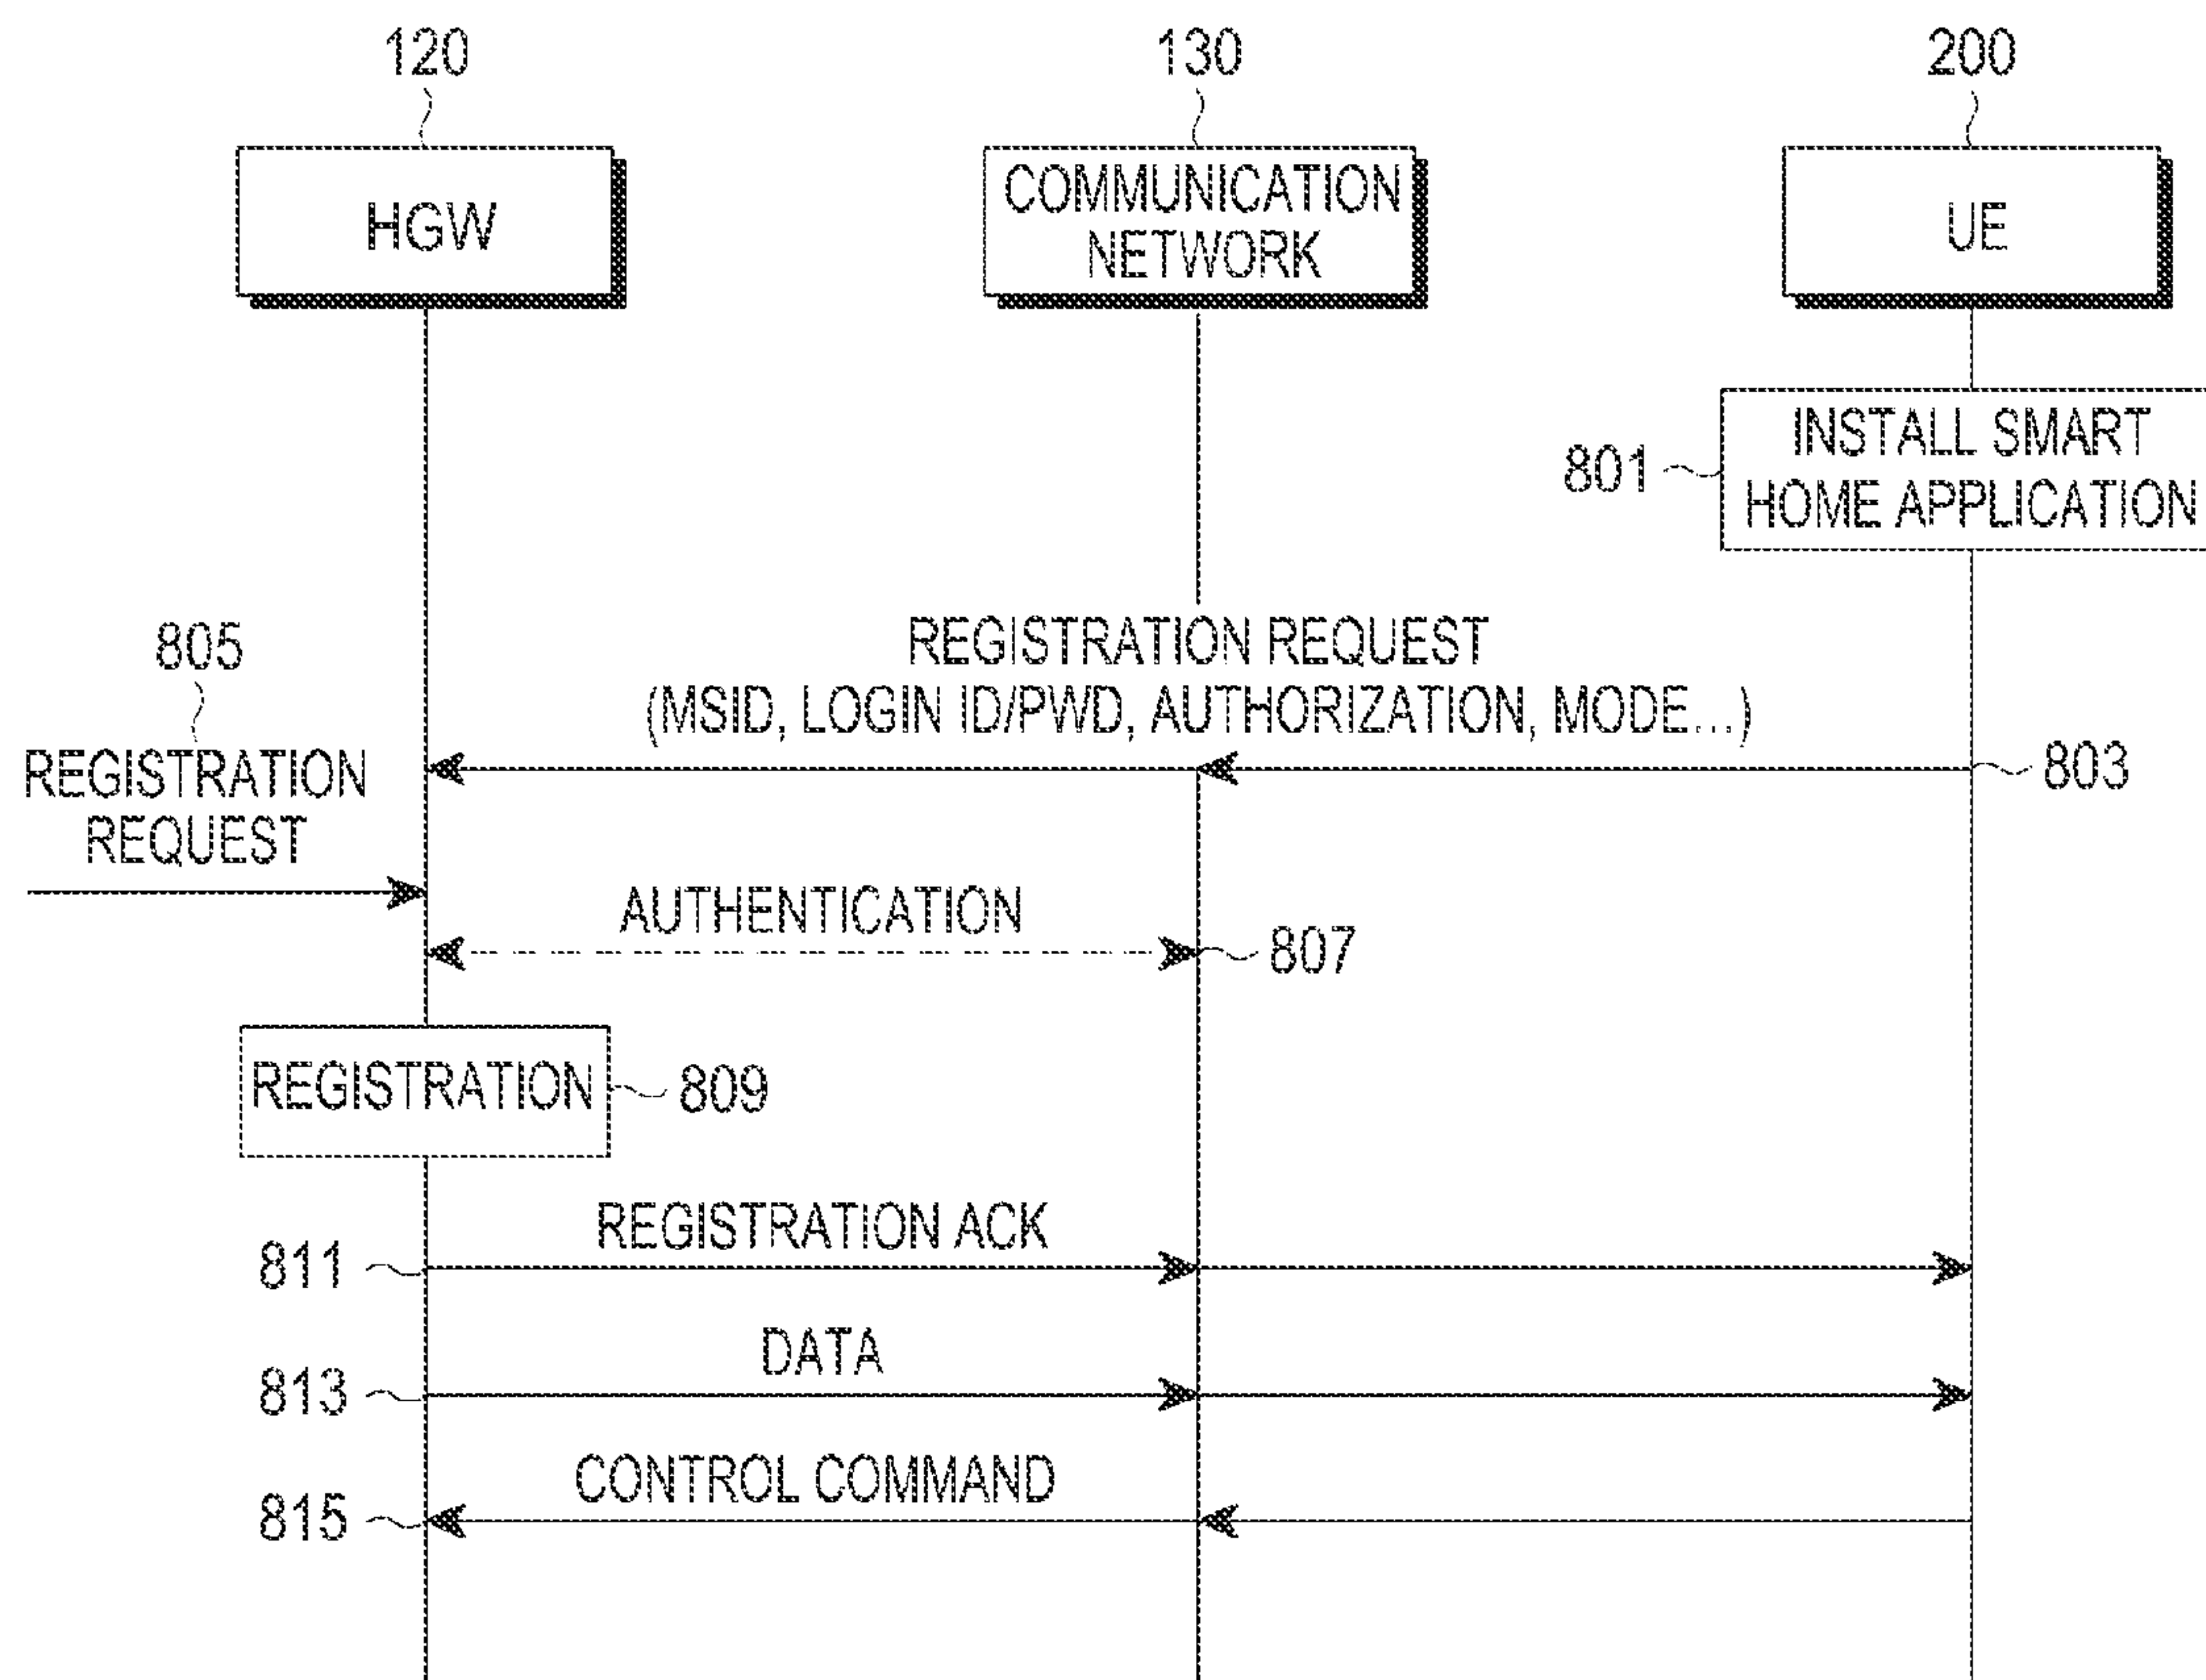 120
130
200
HGW
COMMUNICATION
NETWORK
UE
801
INSTALL SMART
HOME APPLICATION
REGISTRATION REQUEST
(MSID, LOGIN ID/PWD, AUTHORIZATION, MODE...)
803
805
REGISTRATION
REQUEST
AUTHENTICATION
807
REGISTRATION
809
REGISTRATION ACK
811
DATA
813
CONTROL COMMAND
815